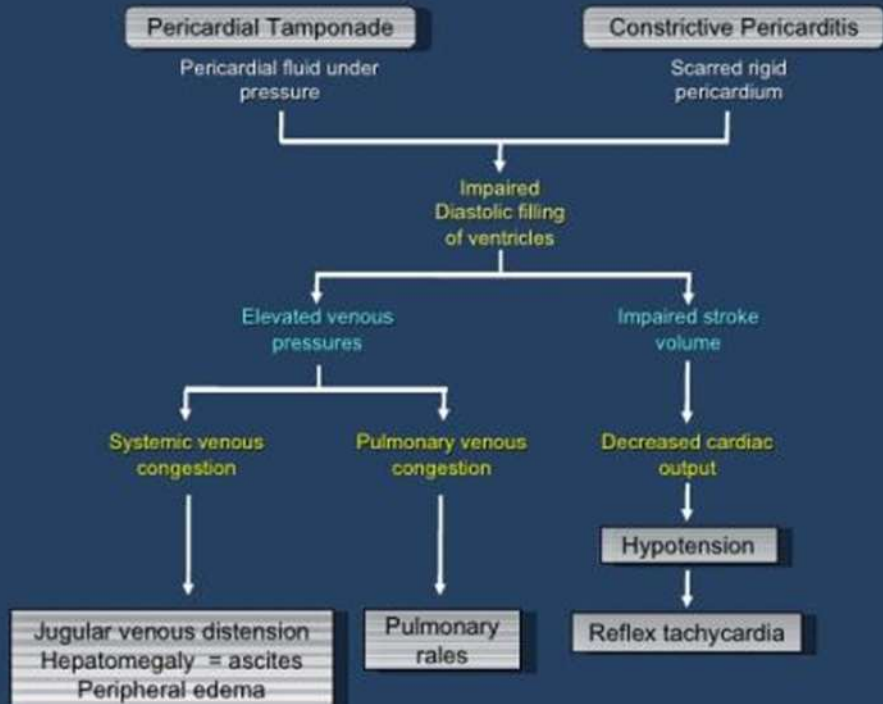 Pericardial Tamponade
Constrictive Pericarditis
Pericardial fluid under
pressure
Scarred rigid
pericardium
Impaired
Diastolic filling
of ventricles
Elevated venous
pressures
Impaired stroke
volume
Systemic venous
congestion
Pulmonary venous
congestion
Decreased cardiac
output
Hypotension
Jugular venous distension
Hepatomegaly = ascites
Peripheral edema
Pulmonary
rales
Reflex tachycardia